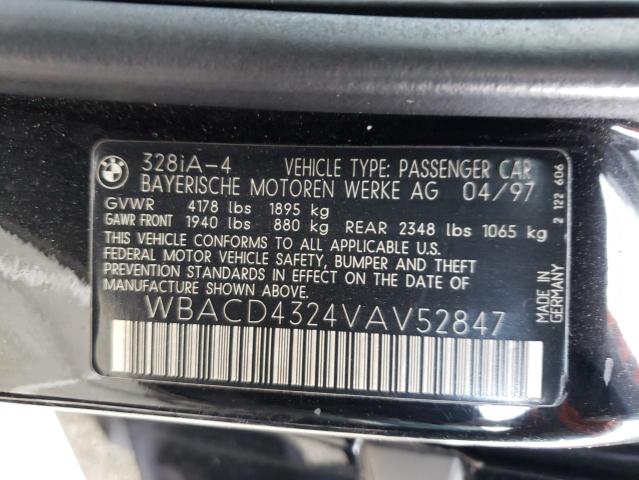 BMW
328iA-4 VEHICLE TYPE: PASSENGER CAR
BAYERISCHE MOTOREN WERKE AG 04/97
GVWR 4178 lbs 1895 kg
GAWR FRONT 1940 lbs 880 kg REAR 2348 lbs 1065 kg
THIS VEHICLE CONFORMS TO ALL APPLICABLE U.S.
FEDERAL MOTOR VEHICLE SAFETY, BUMPER AND THEFT
PREVENTION STANDARDS IN EFFECT ON THE DATE OF
MANUFACTURE SHOWN ABOVE.
WBACD4324VAV52847
MADE IN
GERMANY
2 122 606